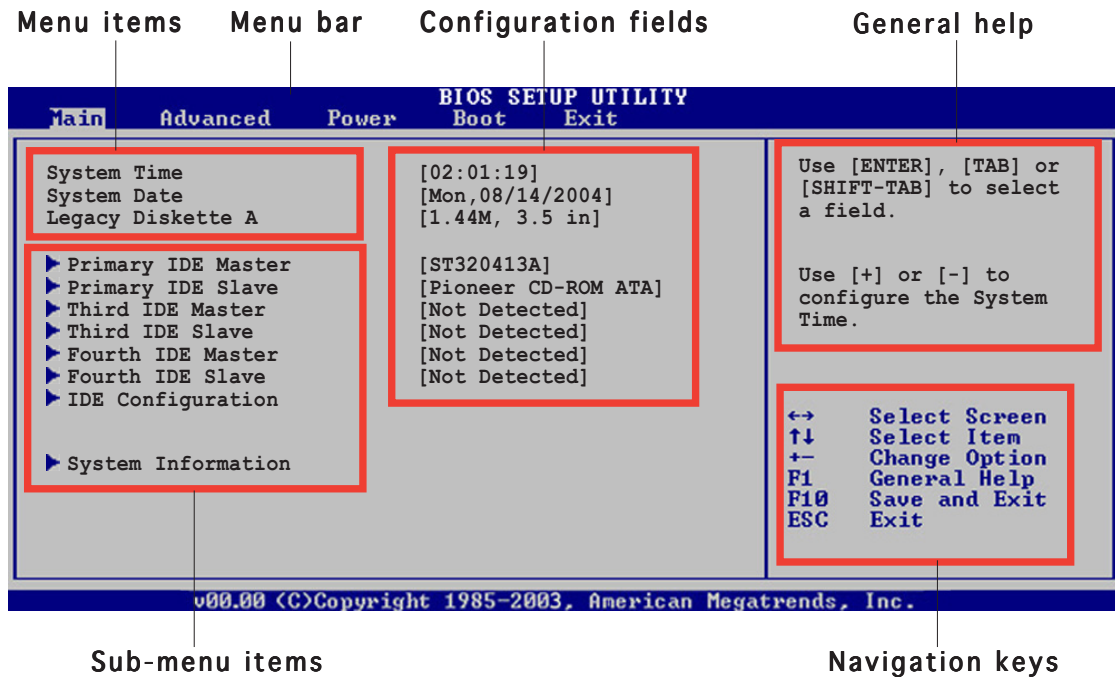 Menu items Menu bar Configuration fields General help
BIOS SETUP UTILITY
Main Advanced Power Boot Exit
System Time [02:01:19]
System Date [Mon,08/14/2004]
Legacy Diskette A [1.44M, 3.5 in]
Primary IDE Master [ST320413A]
Primary IDE Slave [Pioneer CD-ROM ATA]
Third IDE Master [Not Detected]
Third IDE Slave [Not Detected]
Fourth IDE Master [Not Detected]
Fourth IDE Slave [Not Detected]
IDE Configuration
System Information
Use [ENTER], [TAB] or
[SHIFT-TAB] to select
a field.
Use [+] or [-] to
configure the System
Time.
←→ Select Screen
↑↓ Select Item
+- Change Option
F1 General Help
F10 Save and Exit
ESC Exit
v00.00 (C)Copyright 1985-2003, American Megatrends, Inc.
Sub-menu items Navigation keys